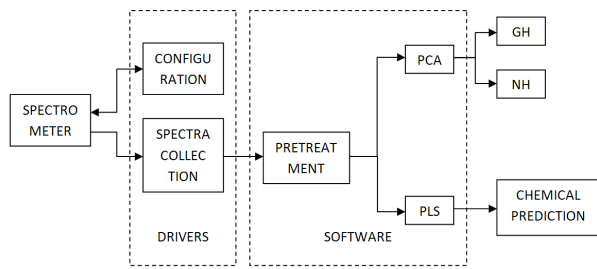 SPECTRO
METER
CONFIGU
RATION
SPECTRA
COLLEC
TION
DRIVERS
PRETREAT
MENT
PCA
PLS
SOFTWARE
GH
NH
CHEMICAL
PREDICTION